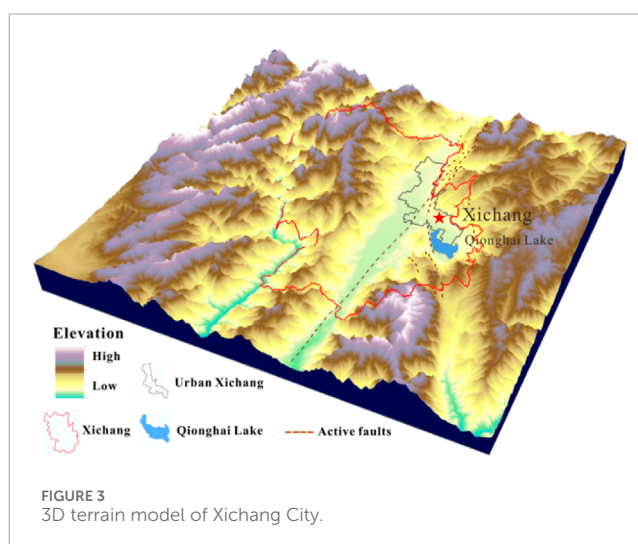 Xichang
Qionghai Lake
Elevation
High
Low
Urban Xichang
Xichang
Qionghai Lake
Active faults
FIGURE 3
3D terrain model of Xichang City.